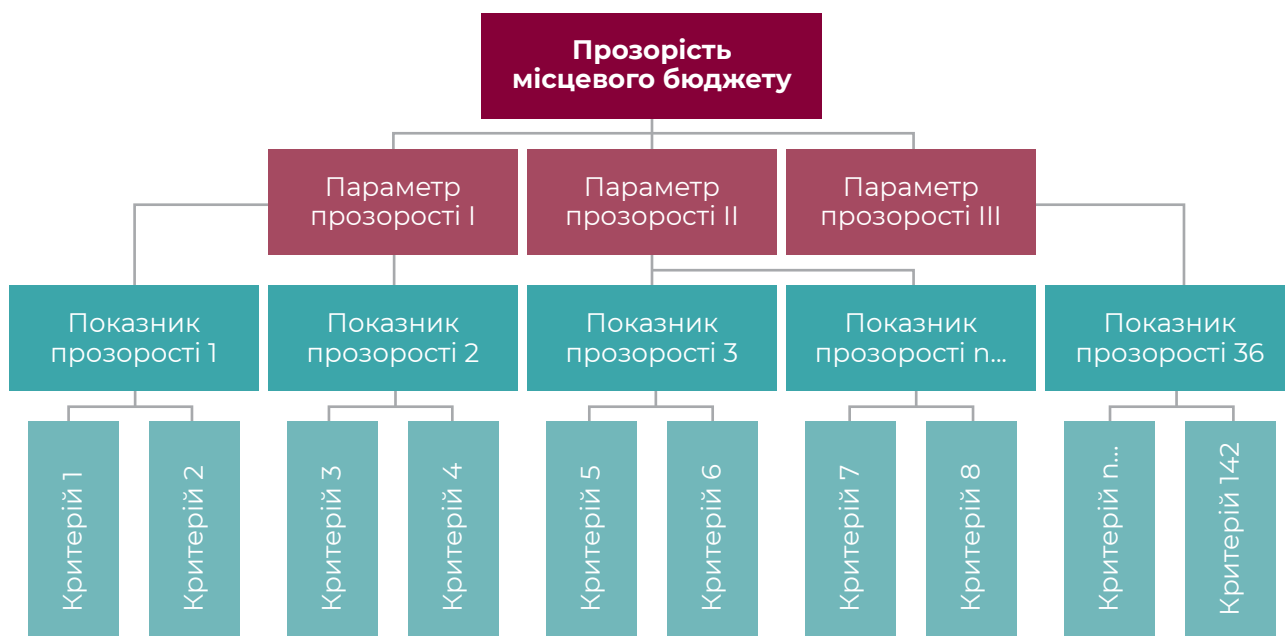 Прозорість
місцевого бюджету
Параметр
прозорості I
Параметр
прозорості II
Параметр
прозорості III
Показник
прозорості 1
Показник
прозорості 2
Показник
прозорості 3
Показник
прозорості n...
Показник
прозорості 36
Критерій 1
Критерій 2
Критерій 3
Критерій 4
Критерій 5
Критерій 6
Критерій 7
Критерій 8
Критерій n...
Критерій 142